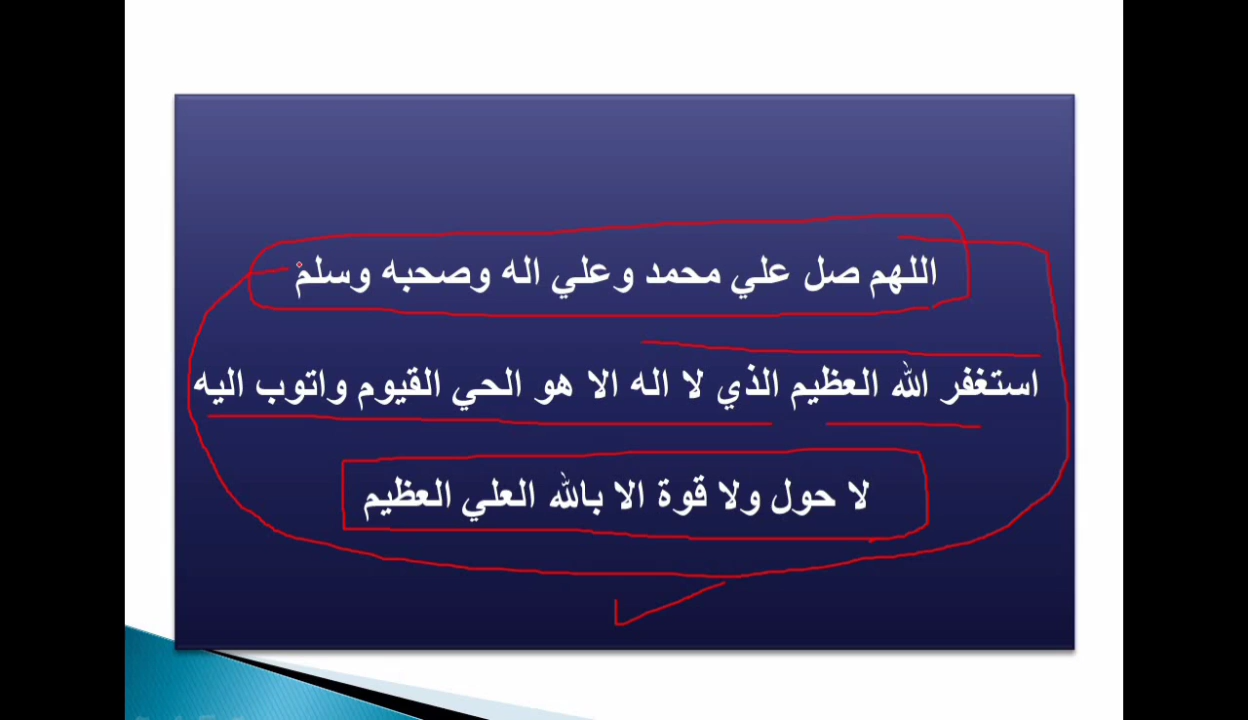 اللهم صل علي محمد وعلي اله وصحبه وسلم
استغفر الله العظيم الذي لا اله الا هو الحي القيوم واتوب اليه
لا حول ولا قوة الا بالله العلي العظيم